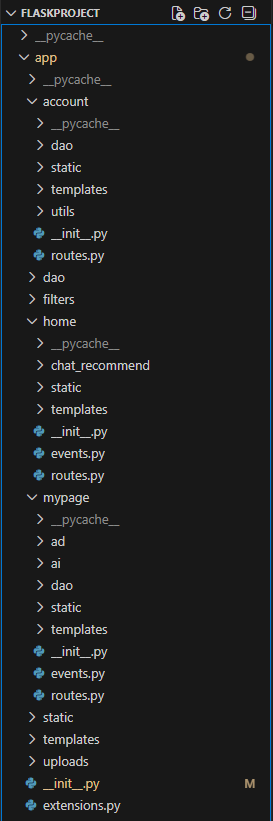 FLASKPROJECT
__pycache__
app
__pycache__
account
__pycache__
dao
static
templates
utils
__init__.py
routes.py
dao
filters
home
__pycache__
chat_recommend
static
templates
__init__.py
events.py
routes.py
mypage
__pycache__
ad
ai
dao
static
templates
__init__.py
events.py
routes.py
static
templates
uploads
__init__.py M
extensions.py